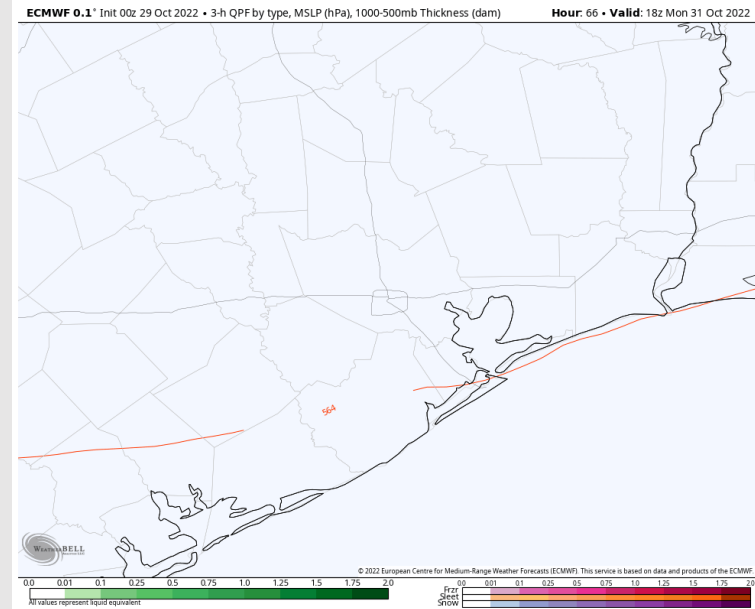 ECMWF 0.1° Init 00z 29 Oct 2022 • 3-h QPF by type, MSLP (hPa), 1000-500mb Thickness (dam) Hour: 66 • Valid: 18z Mon 31 Oct 2022
564
WeatherBELL
© 2022 European Centre for Medium-Range Weather Forecasts (ECMWF). This service is based on data and products of the ECMWF.
0.0 0.01 0.1 0.25 0.5 0.75 1.0 1.25 1.5 1.75 2.0
All values represent liquid equivalent
0.0 0.01 0.1 0.25 0.5 0.75 1.0 1.25 1.5 1.75 2.0
Frzr
Sleet
Snow